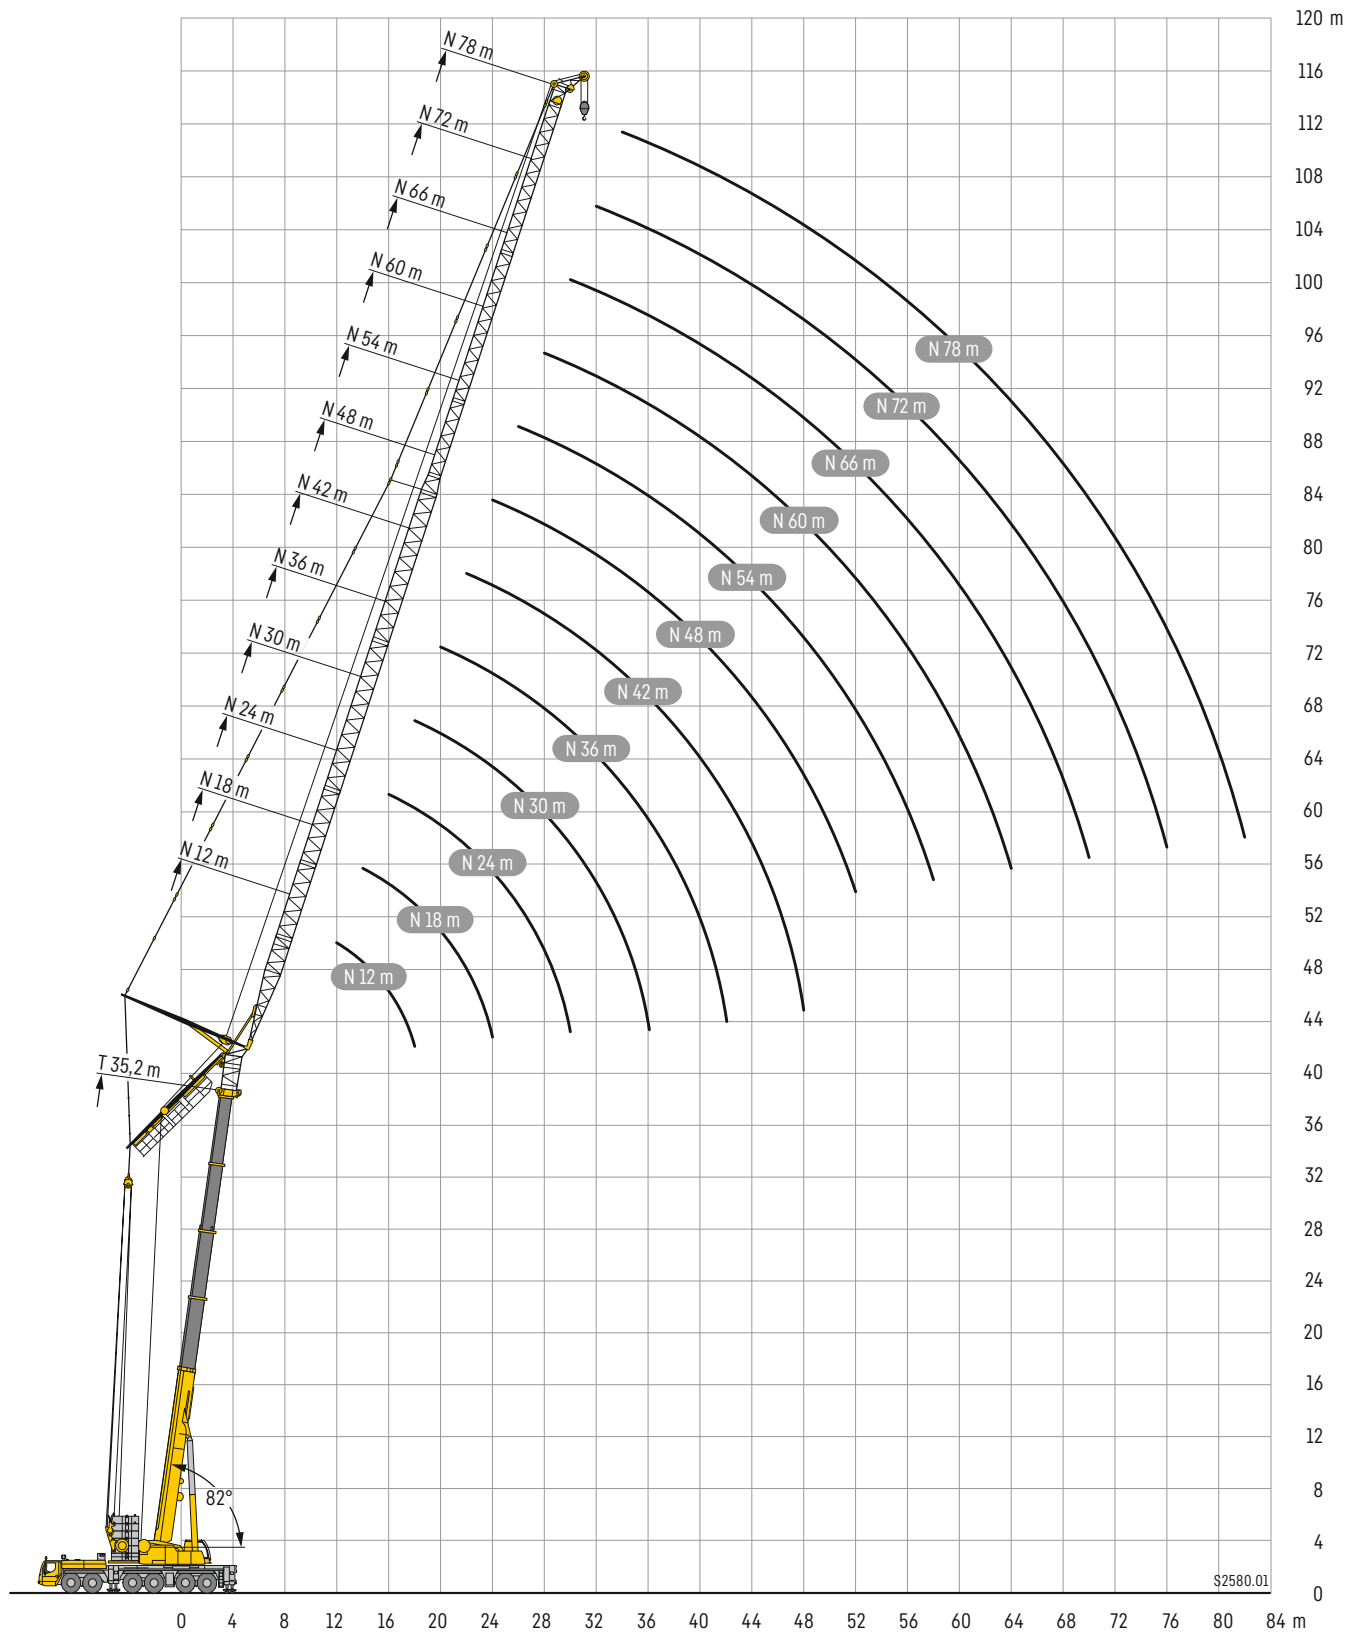 120 m
116
112
108
104
100
96
92
88
84
80
76
72
68
64
60
56
52
48
44
40
36
32
28
24
20
16
12
8
4
0
N 78 m
N 72 m
N 66 m
N 60 m
N 54 m
N 48 m
N 42 m
N 36 m
N 30 m
N 24 m
N 18 m
N 12 m
T 35,2 m
N 78 m
N 72 m
N 66 m
N 60 m
N 54 m
N 48 m
N 42 m
N 36 m
N 30 m
N 24 m
N 18 m
N 12 m
82°
S2580.01
0 4 8 12 16 20 24 28 32 36 40 44 48 52 56 60 64 68 72 76 80 84 m